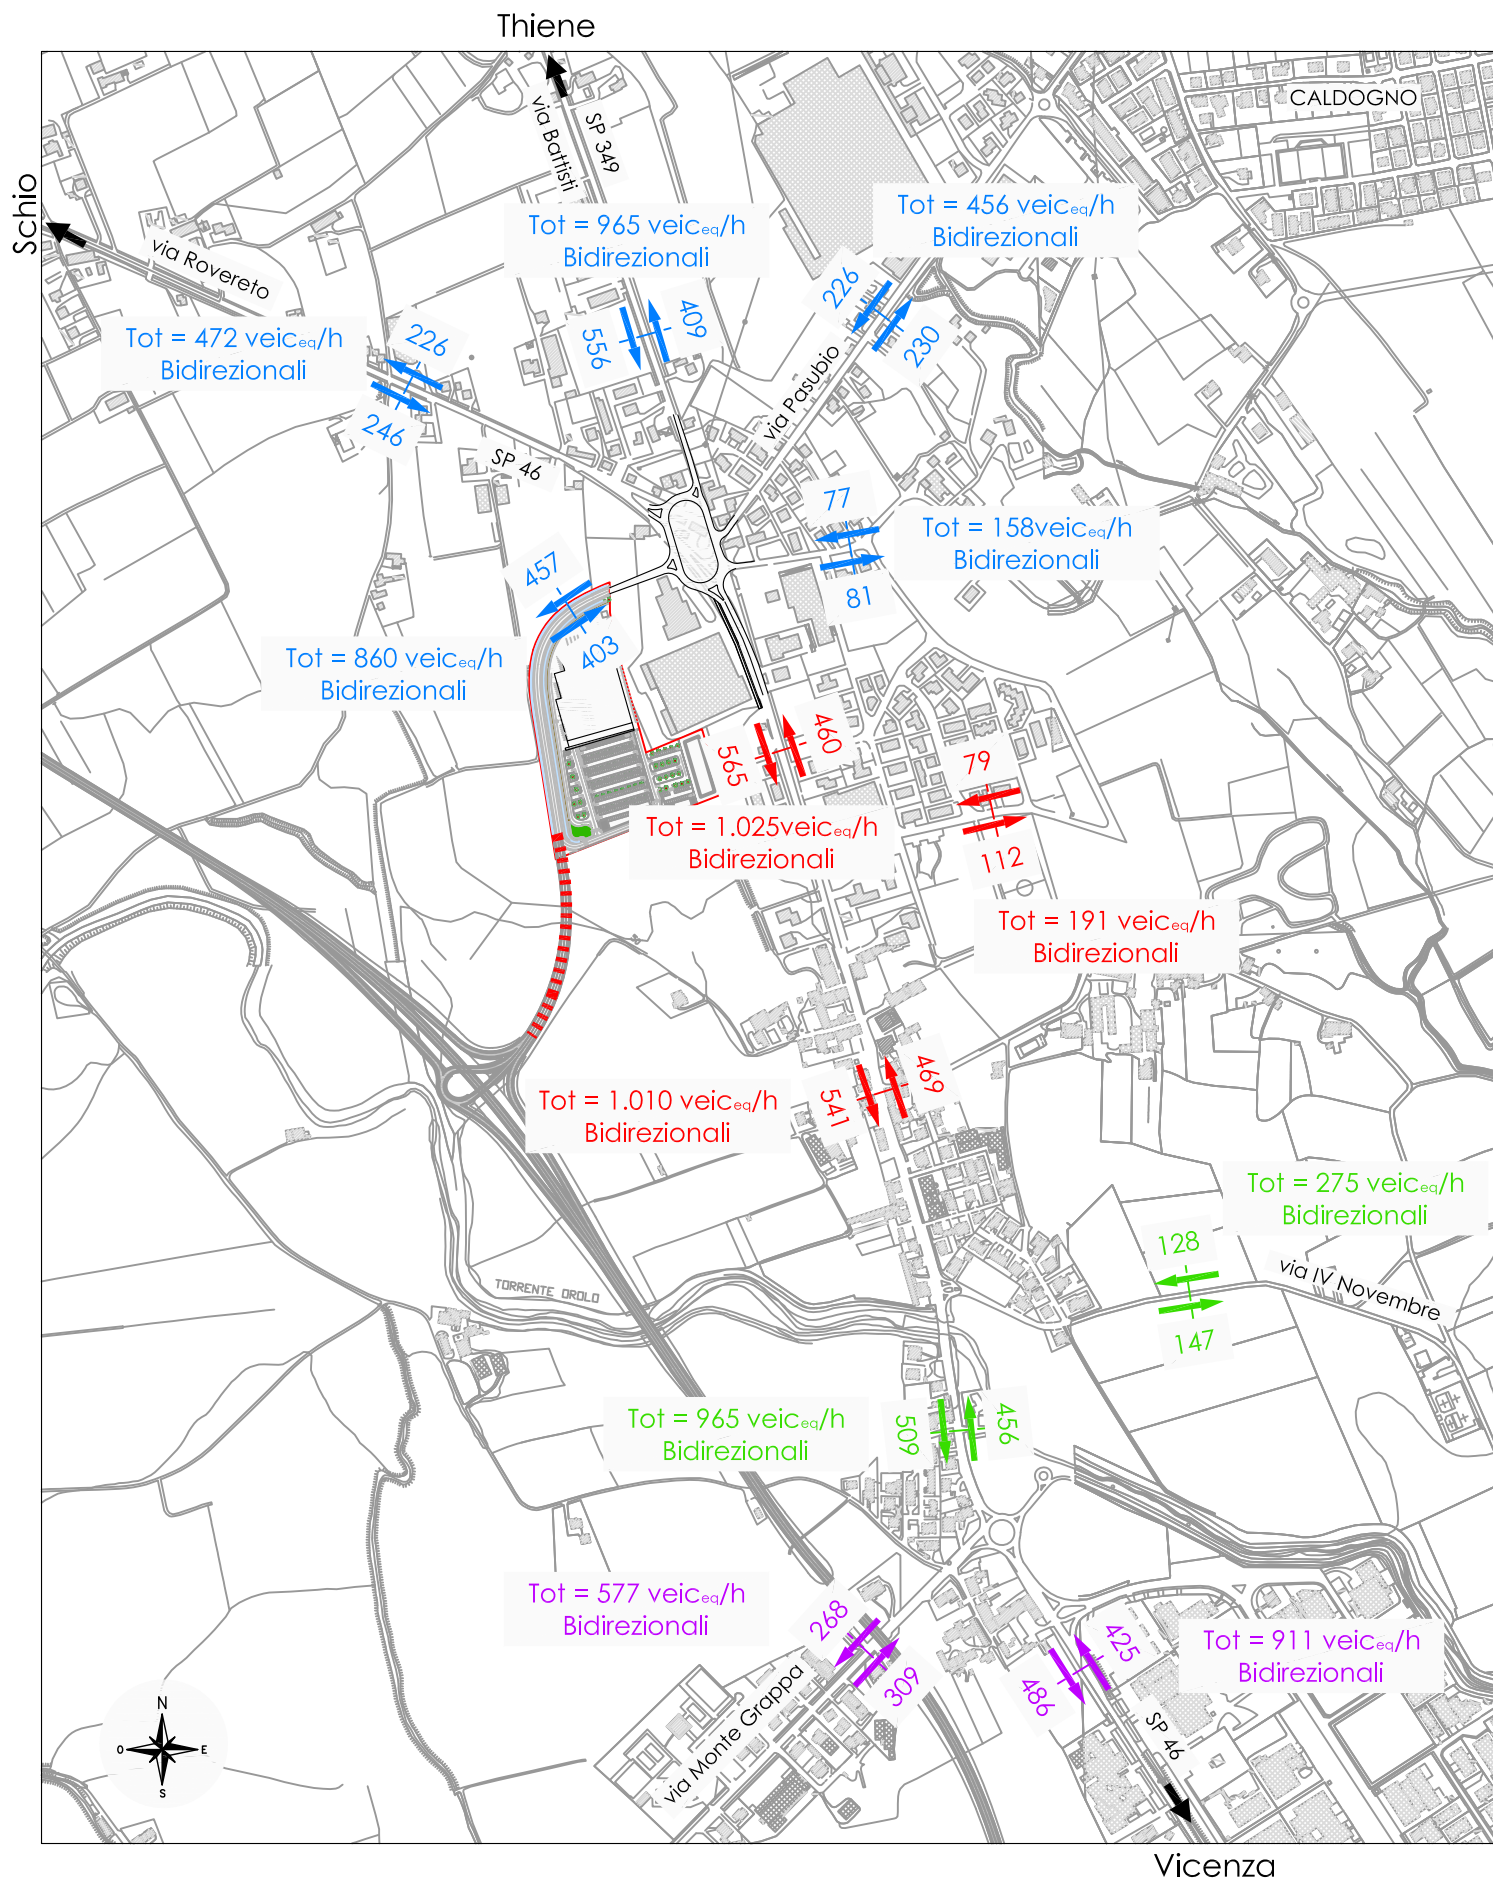 Thiene
CALDOGNO
via Battisti
SP 349
Schio
via Rovereto
Tot = 965 veiceq/h
Bidirezionali
Tot = 456 veiceq/h
Bidirezionali
226
230
409
556
Tot = 472 veiceq/h
Bidirezionali
226
246
via Pasubio
SP 46
77
Tot = 158veiceq/h
Bidirezionali
81
457
403
Tot = 860 veiceq/h
Bidirezionali
460
565
79
112
Tot = 1.025veiceq/h
Bidirezionali
Tot = 191 veiceq/h
Bidirezionali
469
541
Tot = 1.010 veiceq/h
Bidirezionali
Tot = 275 veiceq/h
Bidirezionali
128
147
via IV Novembre
TORRENTE OROLO
Tot = 965 veiceq/h
Bidirezionali
509
456
Tot = 577 veiceq/h
Bidirezionali
268
309
425
486
Tot = 911 veiceq/h
Bidirezionali
via Monte Grappa
SP 46
N
O
E
S
Vicenza